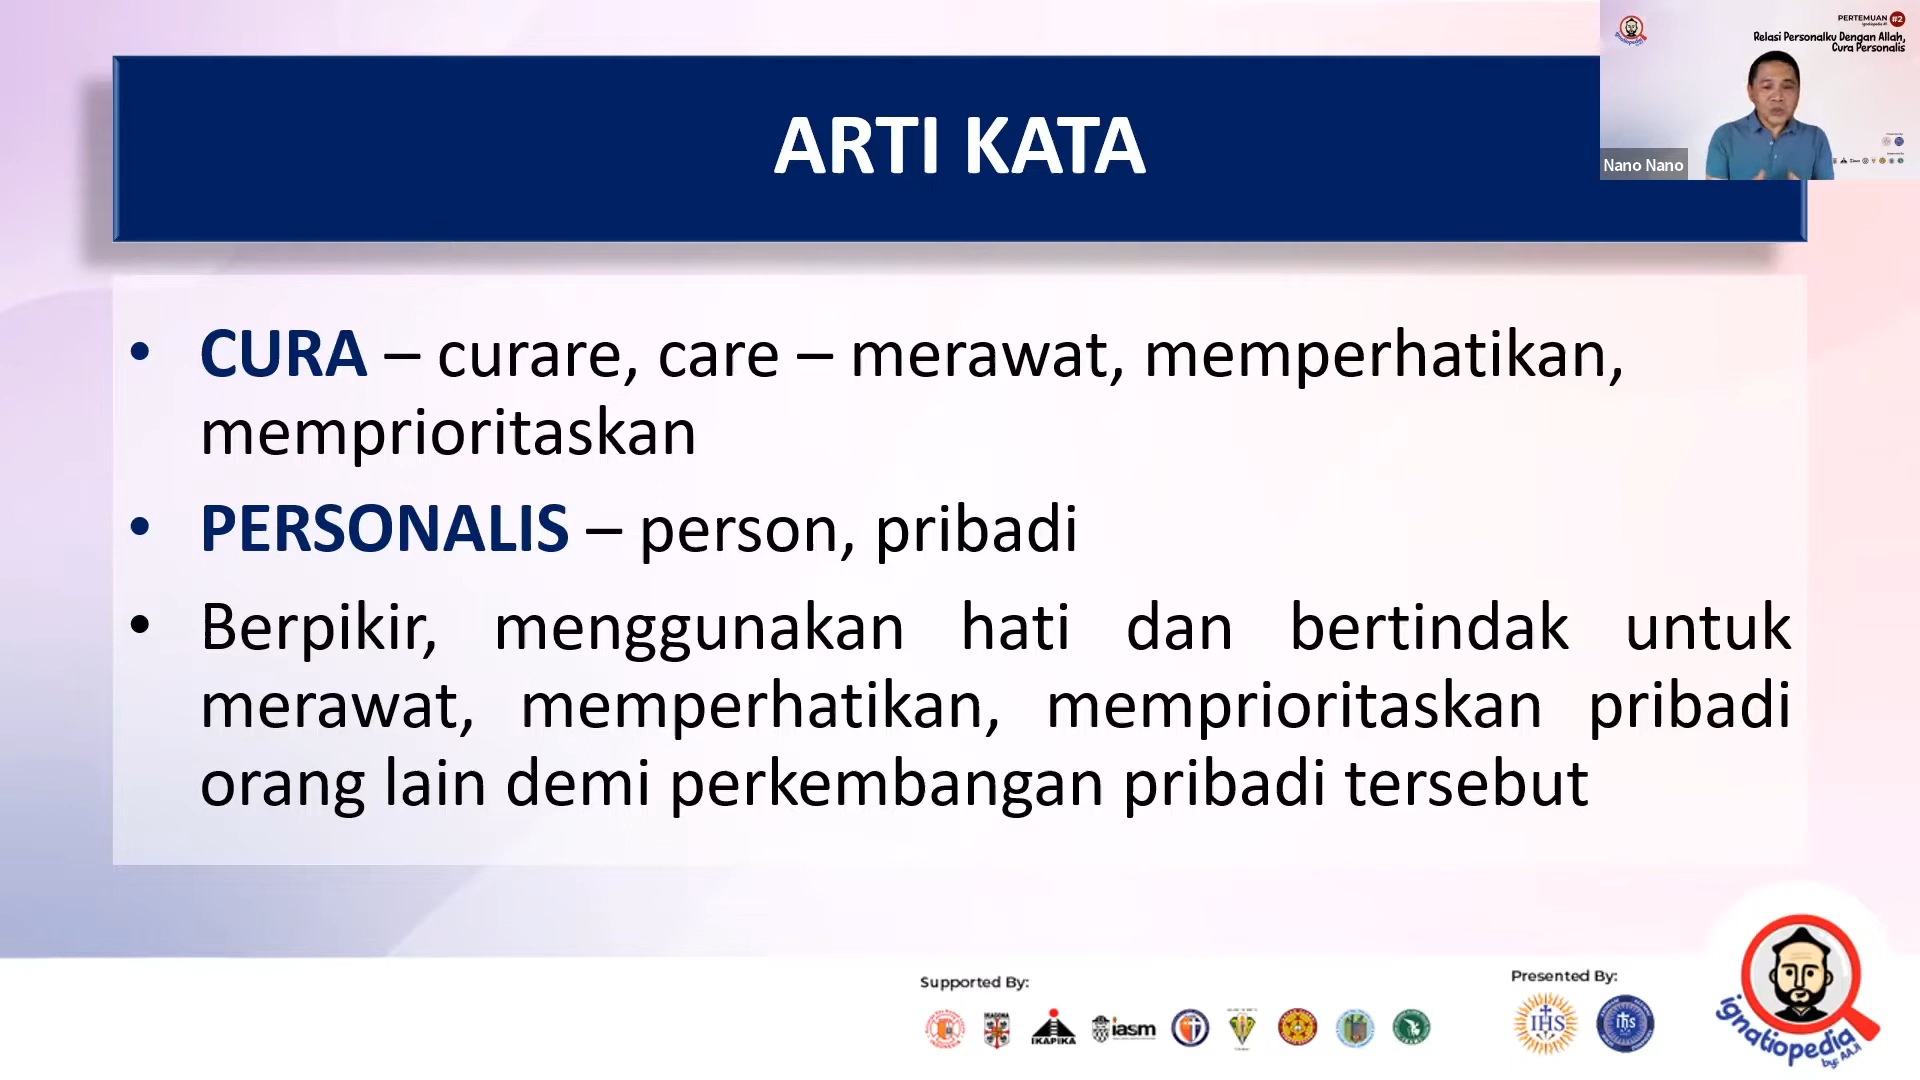 PERTEMUAN #2
Relasi Personalku Dengan Allah,
Cura Personalis
Nano Nano
ARTI KATA
• CURA – curare, care – merawat, memperhatikan,
memprioritaskan
• PERSONALIS – person, pribadi
• Berpikir, menggunakan hati dan bertindak untuk
merawat, memperhatikan, memprioritaskan pribadi
orang lain demi perkembangan pribadi tersebut
Supported By:
IKAPIKA
iasm
Presented By:
IHS
ihs
ignatiopedia
by: AAJI